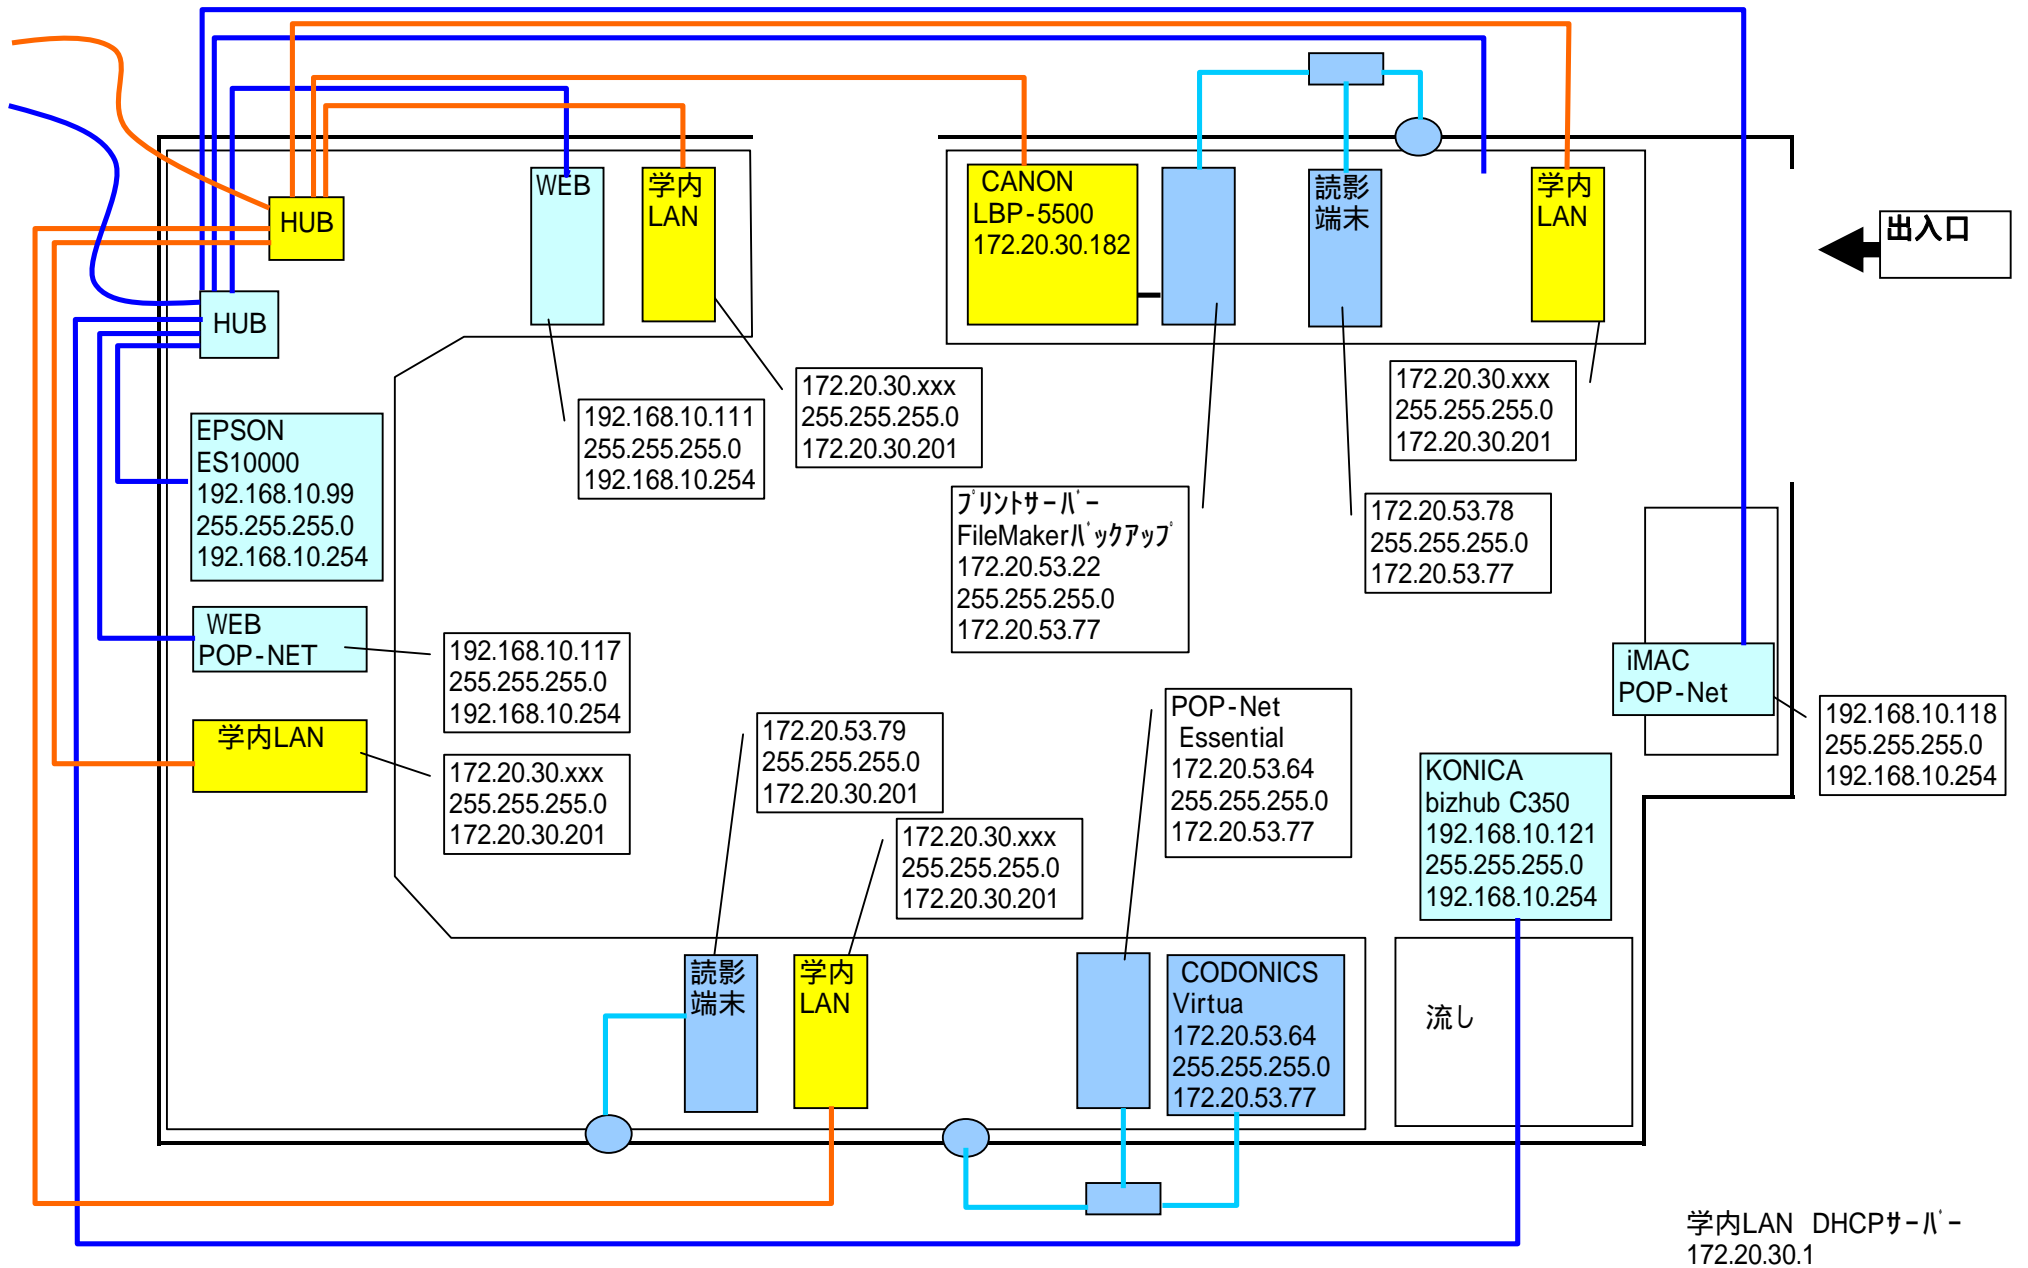 HUB
HUB
WEB
学内
LAN
CANON
LBP-5500
172.20.30.182
読影
端末
学内
LAN
出入口
192.168.10.111
255.255.255.0
192.168.10.254
172.20.30.xxx
255.255.255.0
172.20.30.201
172.20.30.xxx
255.255.255.0
172.20.30.201
EPSON
ES10000
192.168.10.99
255.255.255.0
192.168.10.254
ﾌﾟﾘﾝﾄｻｰﾊﾞｰ
FileMakerﾊﾞｯｸｱｯﾌﾟ
172.20.53.22
255.255.255.0
172.20.53.77
172.20.53.78
255.255.255.0
172.20.53.77
WEB
POP-NET
192.168.10.117
255.255.255.0
192.168.10.254
iMAC
POP-Net
192.168.10.118
255.255.255.0
192.168.10.254
学内LAN
172.20.30.xxx
255.255.255.0
172.20.30.201
172.20.53.79
255.255.255.0
172.20.30.201
172.20.30.xxx
255.255.255.0
172.20.30.201
POP-Net
Essential
172.20.53.64
255.255.255.0
172.20.53.77
KONICA
bizhub C350
192.168.10.121
255.255.255.0
192.168.10.254
読影
端末
学内
LAN
CODONICS
Virtua
172.20.53.64
255.255.255.0
172.20.53.77
流し
学内LAN DHCPｻｰﾊﾞｰ
172.20.30.1